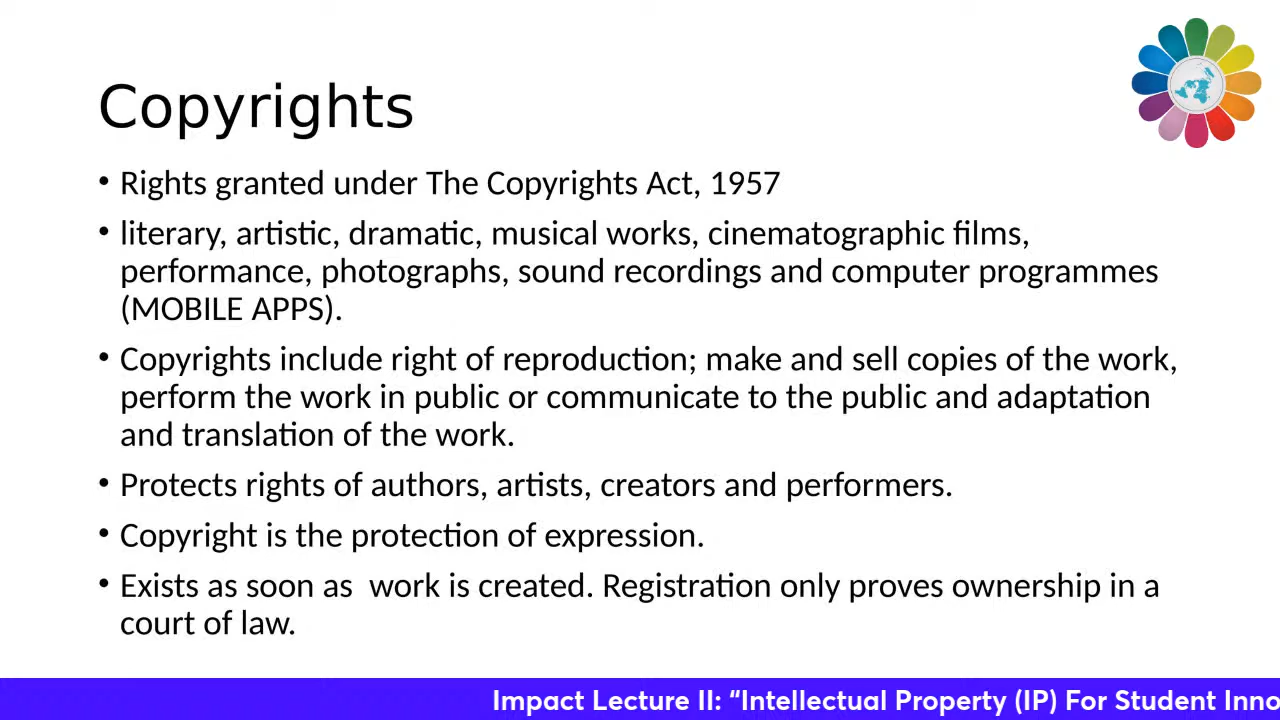 Copyrights
• Rights granted under The Copyrights Act, 1957
• literary, artistic, dramatic, musical works, cinematographic films,
performance, photographs, sound recordings and computer programmes
(MOBILE APPS).
• Copyrights include right of reproduction; make and sell copies of the work,
perform the work in public or communicate to the public and adaptation
and translation of the work.
• Protects rights of authors, artists, creators and performers.
• Copyright is the protection of expression.
• Exists as soon as  work is created. Registration only proves ownership in a
court of law.
Impact Lecture II: “Intellectual Property (IP) For Student Inno